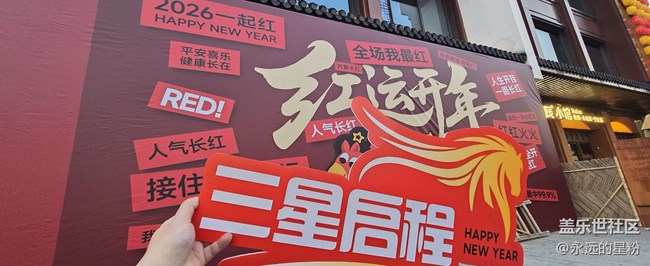 2026一起红
HAPPY NEW YEAR
平安喜乐
健康长在
全场我最红
红运开年
人生开挂
一路长红
RED!
人气长红
人气长红
红红火火
接住
三星启程
HAPPY
NEW YEAR
99.9%
盖乐世社区
@永远的星粉